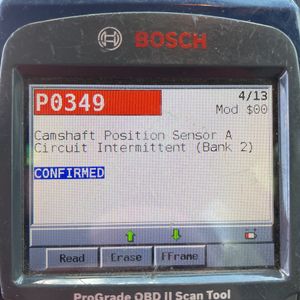 BOSCH
P0349
4/13
Mod $00
Camshaft Position Sensor A
Circuit Intermittent (Bank 2)
CONFIRMED
Read Erase FFrame
ProGrade OBD II Scan Tool